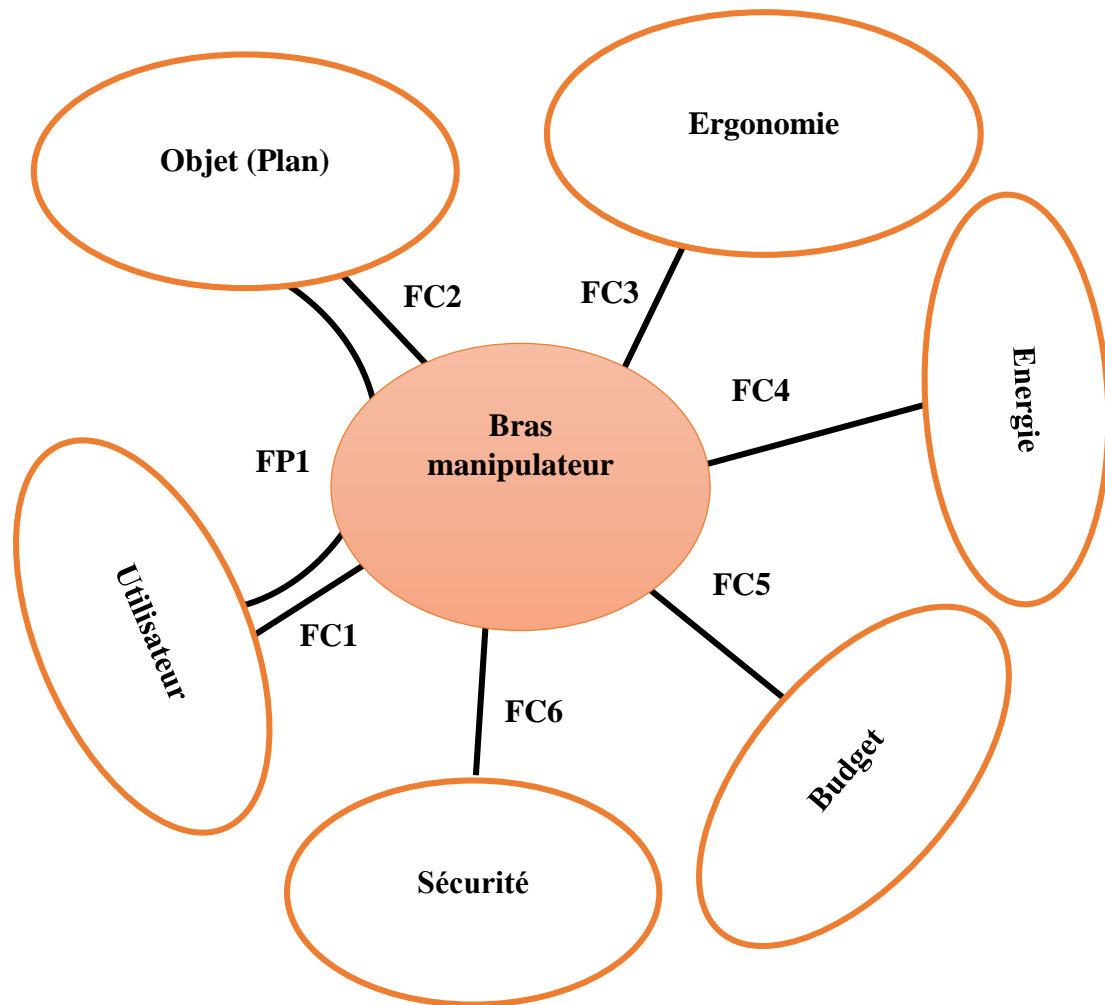 Ergonomie
Objet (Plan)
FC2
FC3
Energie
FC4
Bras
manipulateur
FP1
FC5
Utilisateur
FC1
FC6
Budget
Sécurité